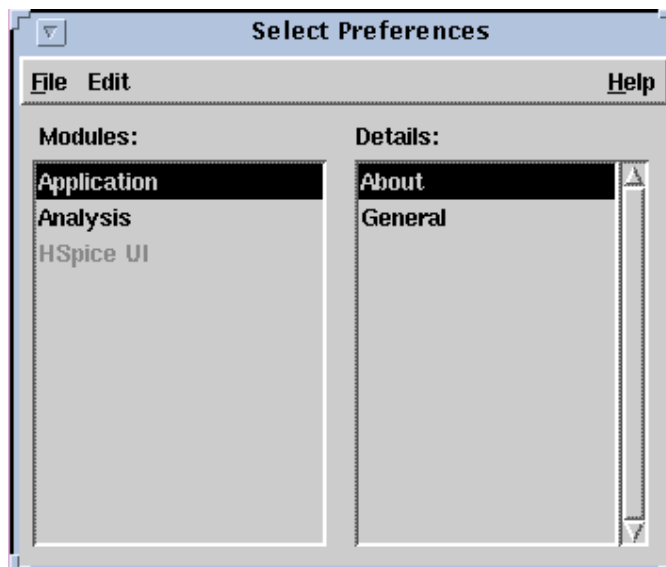 Select Preferences
File Edit Help
Modules: Details:
Application About
Analysis General
HSpice UI